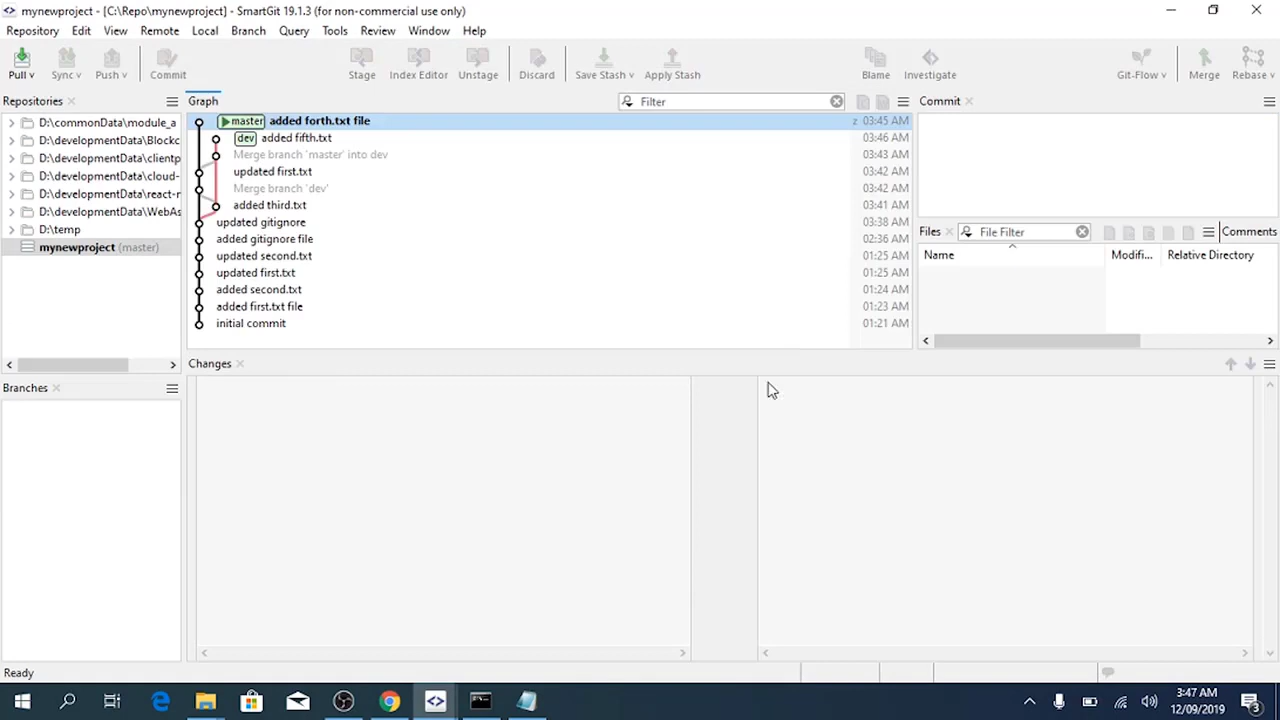 mynewproject - [C:\Repo\mynewproject] - SmartGit 19.1.3 (for non-commercial use only)
Repository Edit View Remote Local Branch Query Tools Review Window Help
Pull Sync Push Commit Stage Index Editor Unstage Discard Save Stash Apply Stash Blame Investigate Git-Flow Merge Rebase
Repositories
D:\commonData\module_a
D:\developmentData\Blockc
D:\developmentData\clientp
D:\developmentData\cloud-
D:\developmentData\react-r
D:\developmentData\WebAs
D:\temp
mynewproject (master)
Branches
Graph
Filter
master added forth.txt file z 03:45 AM
dev added fifth.txt 03:46 AM
Merge branch 'master' into dev 03:43 AM
updated first.txt 03:42 AM
Merge branch 'dev' 03:42 AM
added third.txt 03:41 AM
updated gitignore 03:38 AM
added gitignore file 02:36 AM
updated second.txt 01:25 AM
updated first.txt 01:25 AM
added second.txt 01:24 AM
added first.txt file 01:23 AM
initial commit 01:21 AM
Commit
Files
File Filter
Comments
Name Modifi... Relative Directory
Changes
Ready
3:47 AM
12/09/2019
3